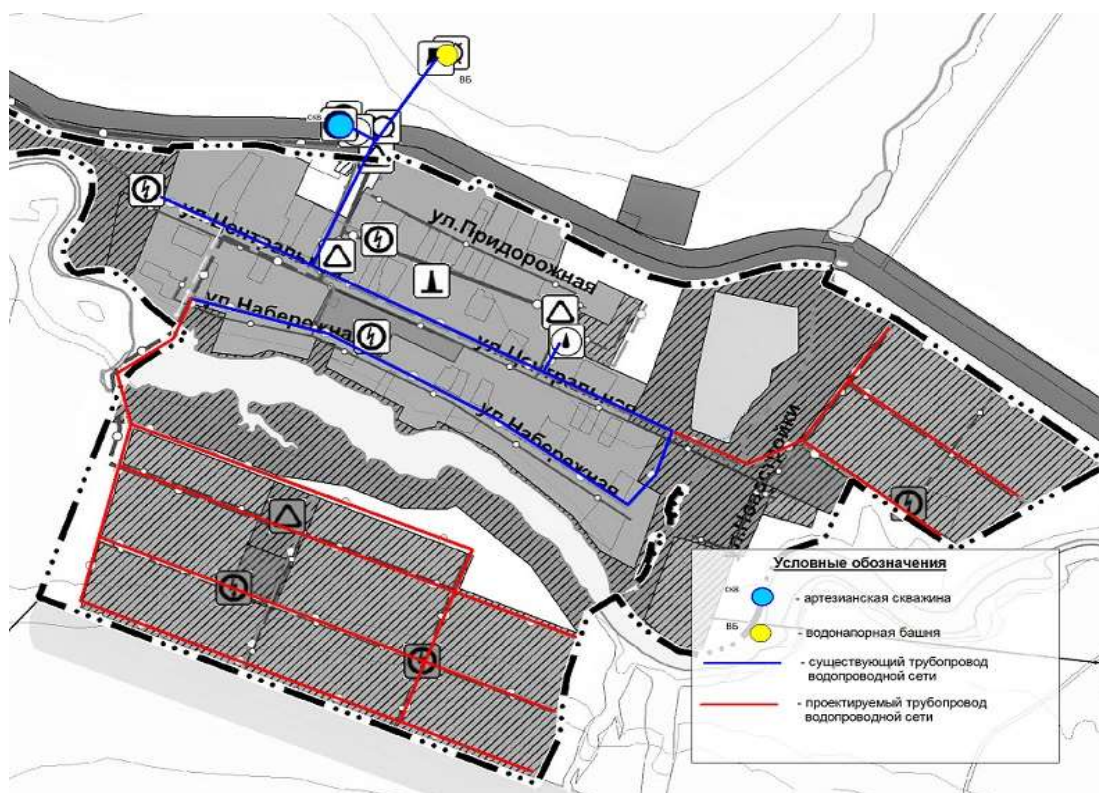 ВБ
скв
ул.Центральная
ул.Придорожная
ул.Набережная
ул.Центральная
ул.Набережная
Условные обозначения
скв
- артезианская скважина
ВБ
- водонапорная башня
- существующий трубопровод
водопроводной сети
- проектируемый трубопровод
водопроводной сети